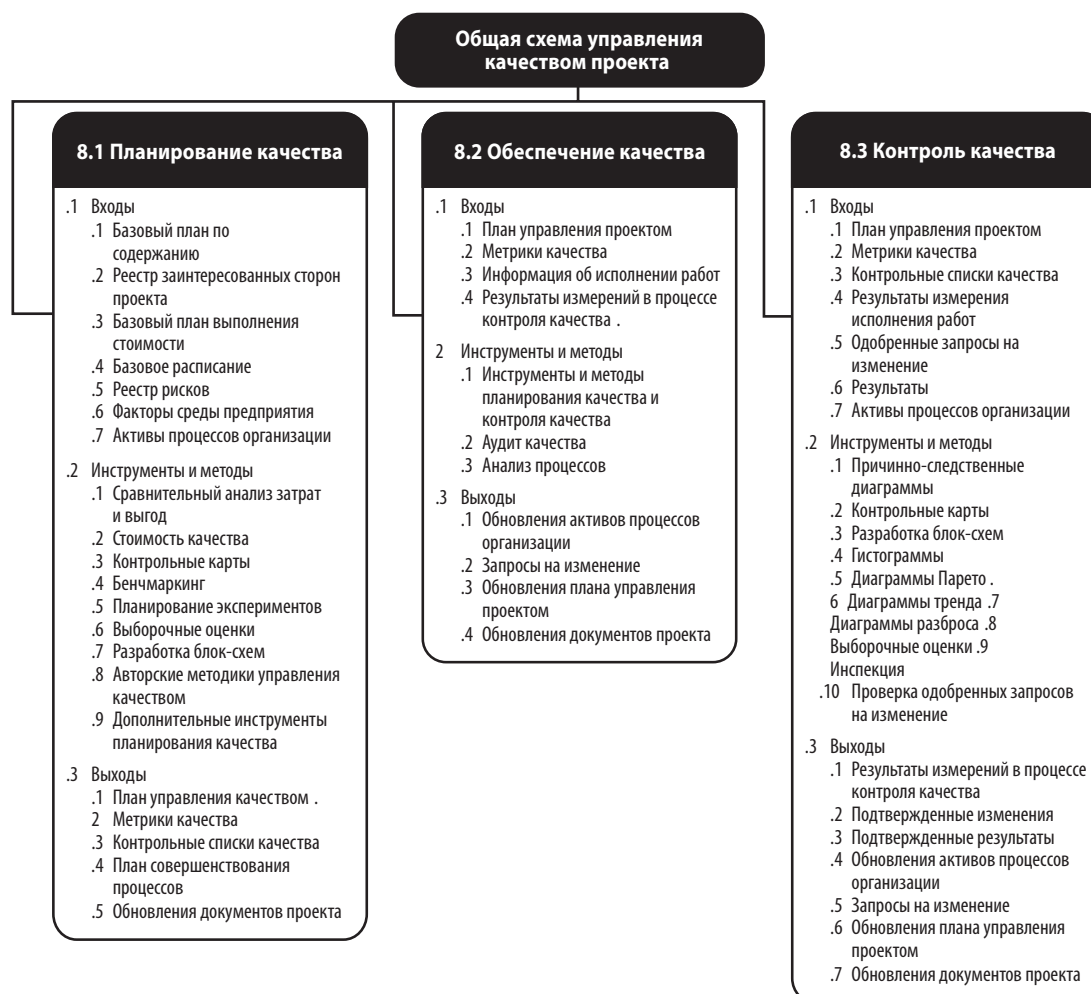 Общая схема управления
качеством проекта
8.1 Планирование качества
.1 Входы
.1 Базовый план по
содержанию
.2 Реестр заинтересованных сторон
проекта
.3 Базовый план выполнения
стоимости
.4 Базовое расписание
.5 Реестр рисков
.6 Факторы среды предприятия
.7 Активы процессов организации
.2 Инструменты и методы
.1 Сравнительный анализ затрат
и выгод
.2 Стоимость качества
.3 Контрольные карты
.4 Бенчмаркинг
.5 Планирование экспериментов
.6 Выборочные оценки
.7 Разработка блок-схем
.8 Авторские методики управления
качеством
.9 Дополнительные инструменты
планирования качества
.3 Выходы
.1 План управления качеством .
2 Метрики качества
.3 Контрольные списки качества
.4 План совершенствования
процессов
.5 Обновления документов проекта
8.2 Обеспечение качества
.1 Входы
.1 План управления проектом
.2 Метрики качества
.3 Информация об исполнении работ
.4 Результаты измерений в процессе
контроля качества .
2 Инструменты и методы
.1 Инструменты и методы
планирования качества и
контроля качества
.2 Аудит качества
.3 Анализ процессов
.3 Выходы
.1 Обновления активов процессов
организации
.2 Запросы на изменение
.3 Обновления плана управления
проектом
.4 Обновления документов проекта
8.3 Контроль качества
.1 Входы
.1 План управления проектом
.2 Метрики качества
.3 Контрольные списки качества
.4 Результаты измерения
исполнения работ
.5 Одобренные запросы на
изменение
.6 Результаты
.7 Активы процессов организации
.2 Инструменты и методы
.1 Причинно-следственные
диаграммы
.2 Контрольные карты
.3 Разработка блок-схем
.4 Гистограммы
.5 Диаграммы Парето .
6 Диаграммы тренда .7
Диаграммы разброса .8
Выборочные оценки .9
Инспекция
.10 Проверка одобренных запросов
на изменение
.3 Выходы
.1 Результаты измерений в процессе
контроля качества
.2 Подтвержденные изменения
.3 Подтвержденные результаты
.4 Обновления активов процессов
организации
.5 Запросы на изменение
.6 Обновления плана управления
проектом
.7 Обновления документов проекта